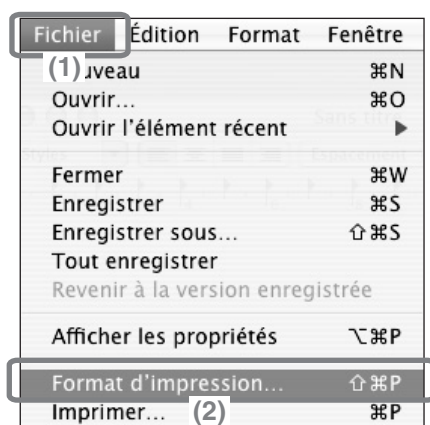 Fichier Édition Format Fenêtre
(1) uveau ⌘N
Ouvrir... ⌘O
Ouvrir l'élément récent ▶
Fermer ⌘W
Enregistrer ⌘S
Enregistrer sous... ⇧⌘S
Tout enregistrer
Revenir à la version enregistrée
Afficher les propriétés ⌥⌘P
Format d'impression... ⇧⌘P
Imprimer... (2) ⌘P